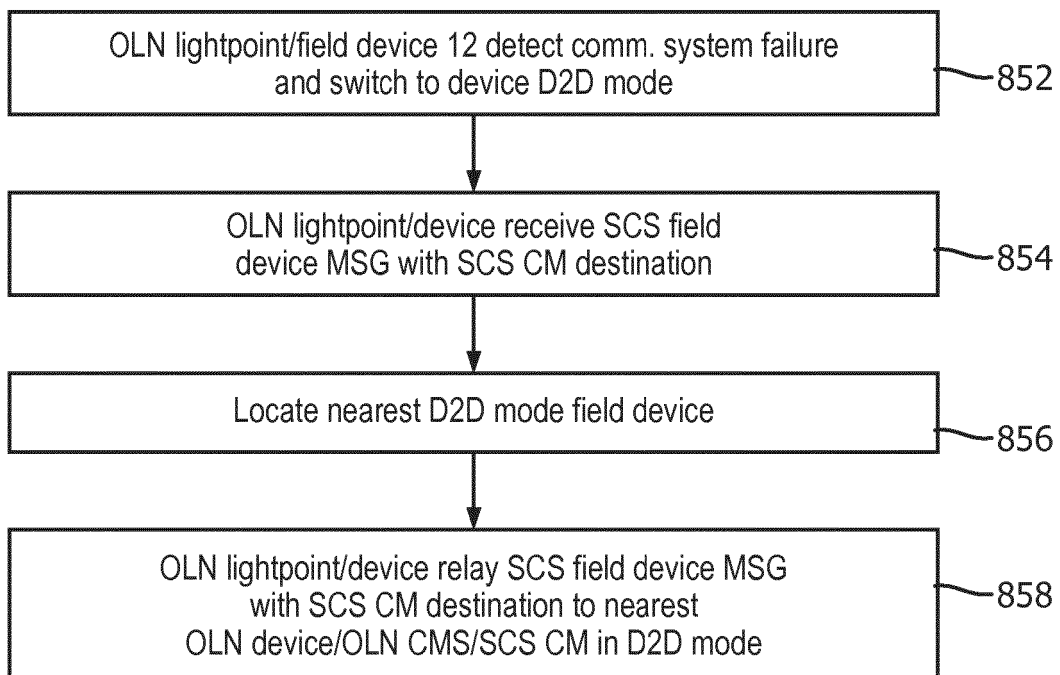 OLN lightpoint/field device 12 detect comm. system failure
and switch to device D2D mode
852
OLN lightpoint/device receive SCS field
device MSG with SCS CM destination
854
Locate nearest D2D mode field device
856
OLN lightpoint/device relay SCS field device MSG
with SCS CM destination to nearest
OLN device/OLN CMS/SCS CM in D2D mode
858